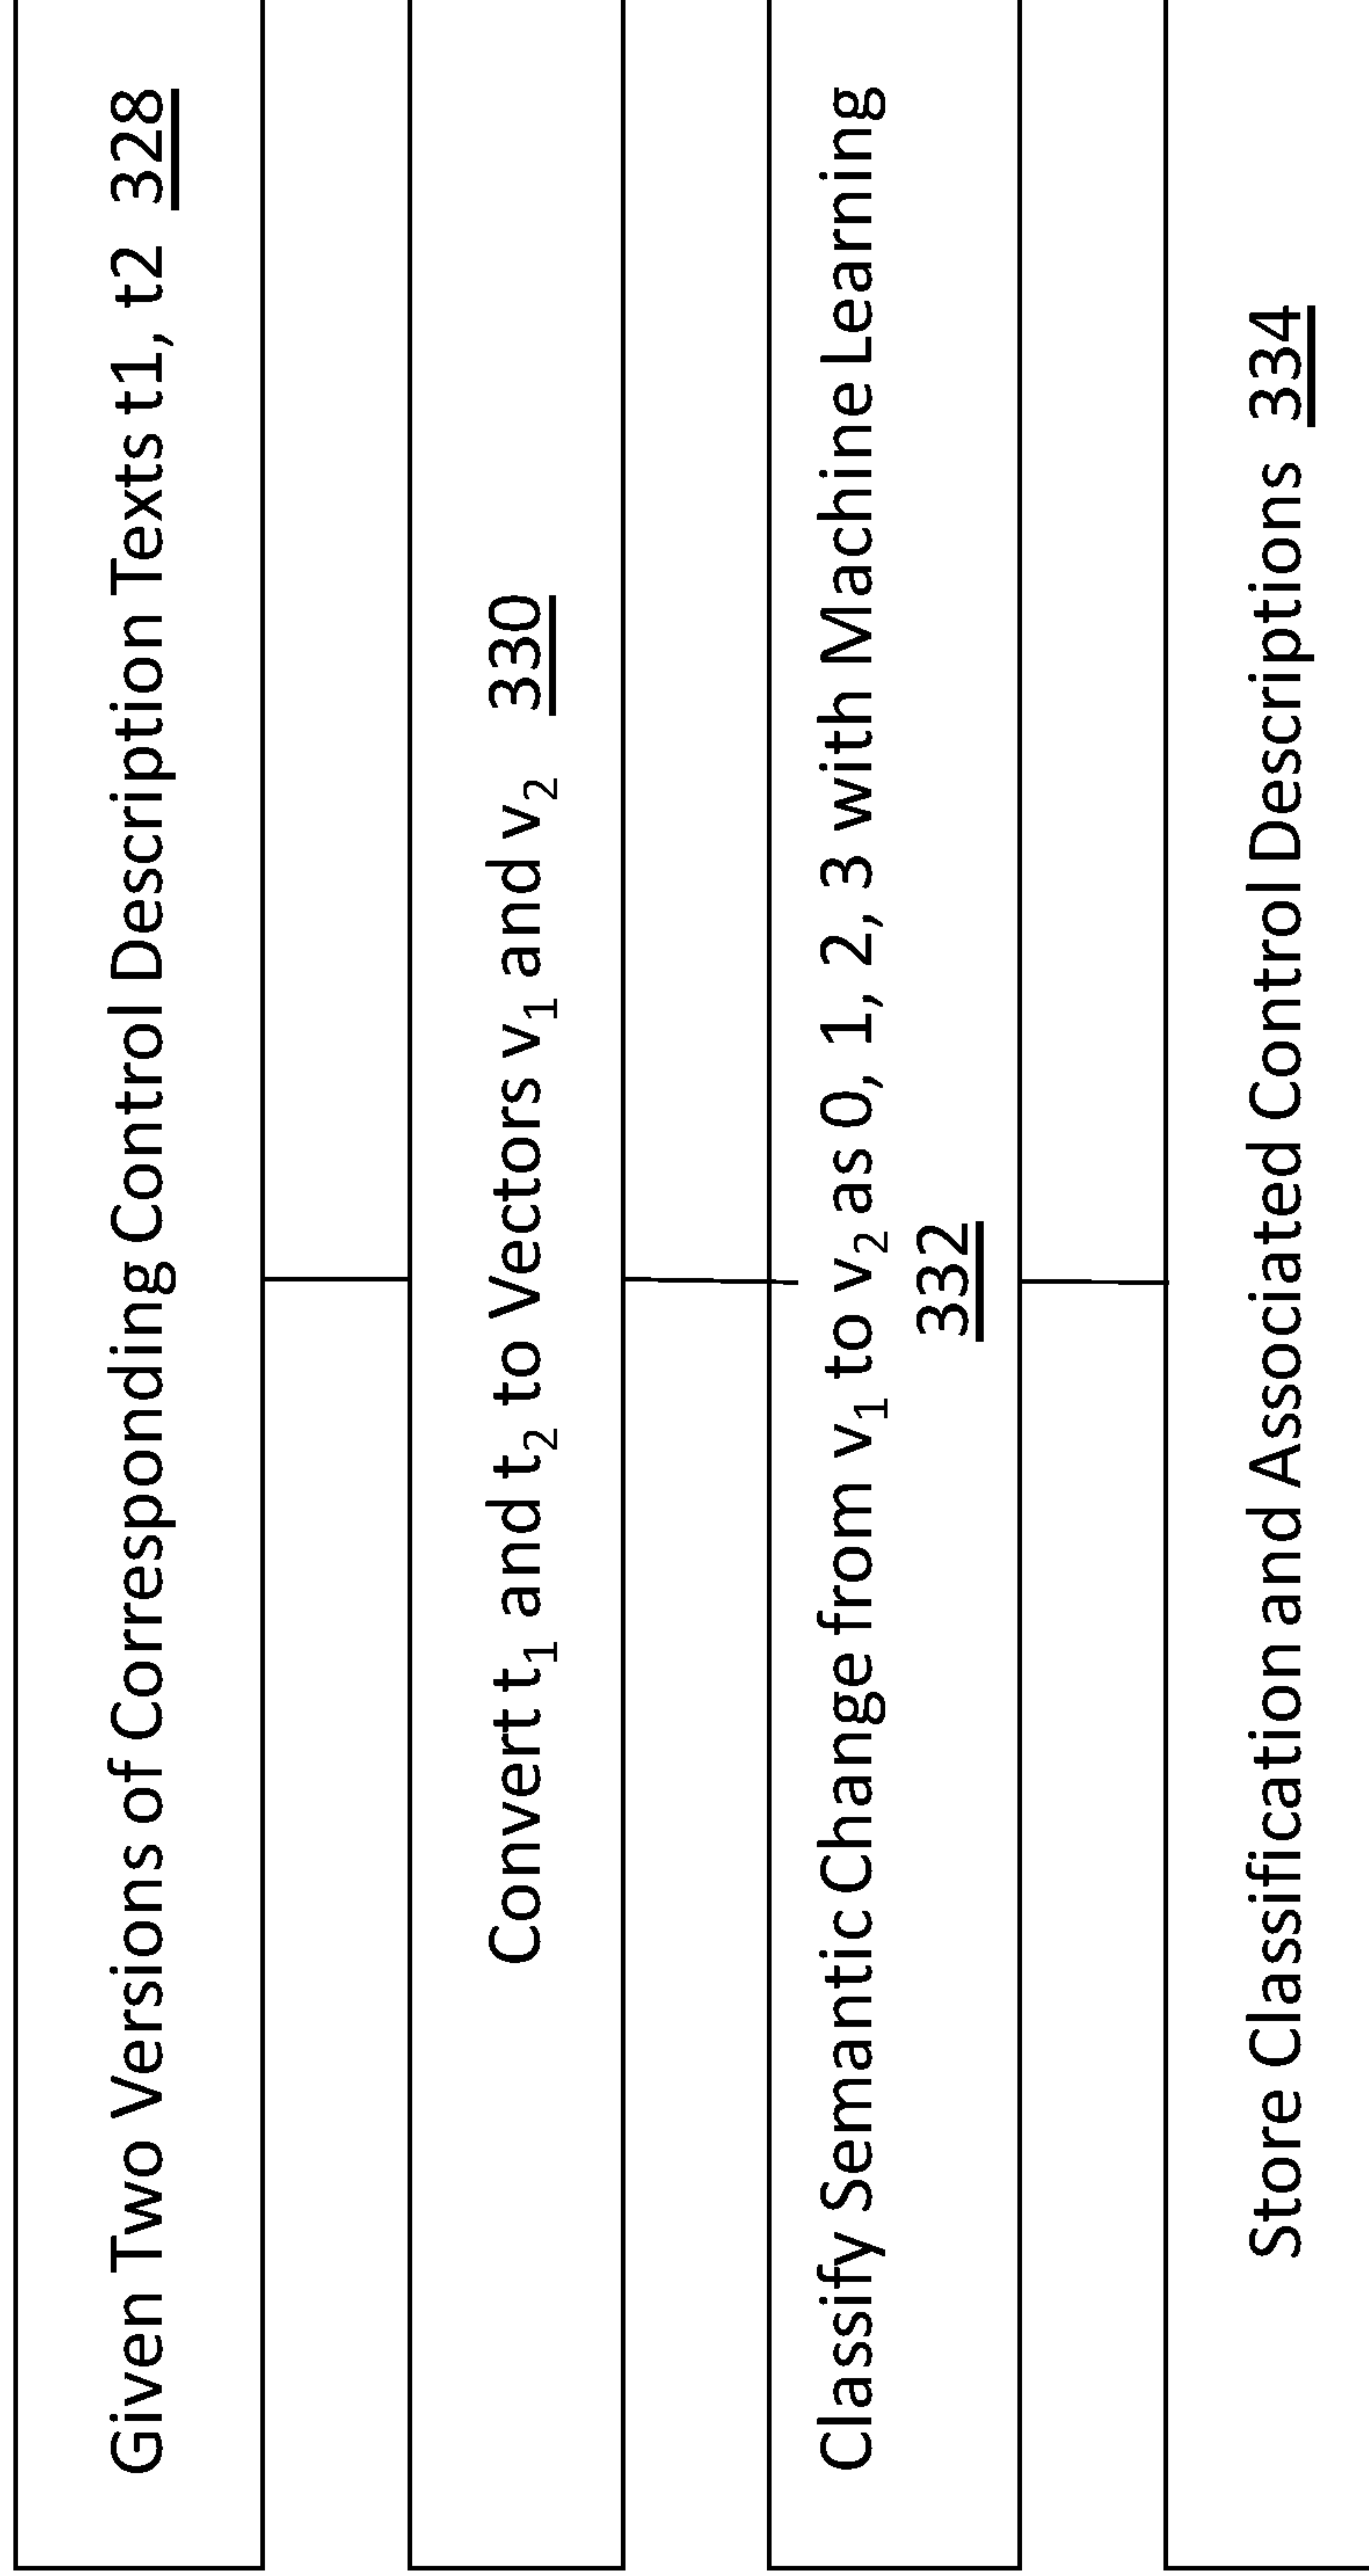 Given Two Versions of Corresponding Control Description Texts t1, t2 328
Convert t₁ and t₂ to Vectors v₁ and v₂ 330
Classify Semantic Change from v₁ to v₂ as 0, 1, 2, 3 with Machine Learning
332
Store Classification and Associated Control Descriptions 334